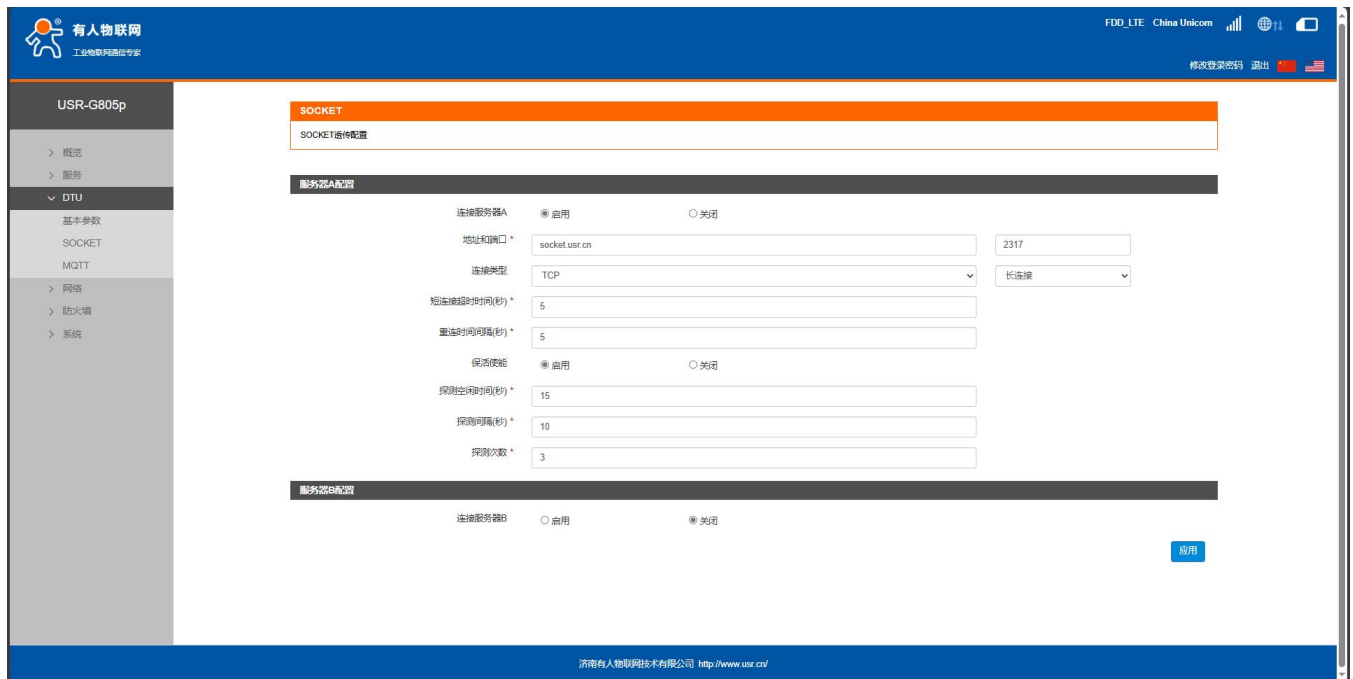 有人物联网
工业物联网通信专家
FDD_LTE China Unicom
修改登录密码 退出
USR-G805p
概览
服务
DTU
基本参数
SOCKET
MQTT
网络
防火墙
系统
SOCKET
SOCKET透传配置
服务器A配置
连接服务器A 启用 关闭
地址和端口 * socket.usr.cn 2317
连接类型 TCP 长连接
短连接超时时间(秒) * 5
重连时间间隔(秒) * 5
保活使能 启用 关闭
探测空闲时间(秒) * 15
探测间隔(秒) * 10
探测次数 * 3
服务器B配置
连接服务器B 启用 关闭
应用
济南有人物联网技术有限公司 http://www.usr.cn/